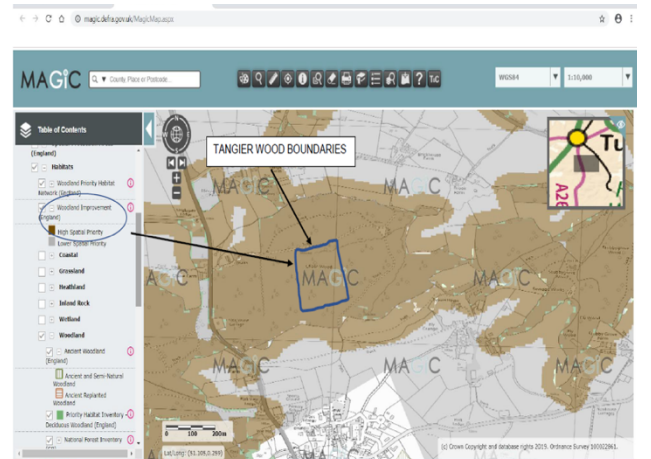 magic.defra.gov.uk/MagicMap.aspx
MAGiC
County, Place or Postcode...
WGS84
1:10,000
Table of Contents
(England)
Habitats
Woodland Priority Habitat
Network (England)
Woodland Improvement
(England)
High Spatial Priority
Lower Spatial Priority
Coastal
Grassland
Heathland
Inland Rock
Wetland
Woodland
Ancient Woodland
(England)
Ancient and Semi-Natural
Woodland
Ancient Replanted
Woodland
Priority Habitat Inventory -
Deciduous Woodland (England)
National Forest Inventory
TANGIER WOOD BOUNDARIES
MAGiC
MAGiC
MAGiC
MAGiC
MAGiC
MAGiC
MAGiC
Tu
A26
0 100 200m
(c) Crown Copyright and database rights 2019. Ordnance Survey 100022861.